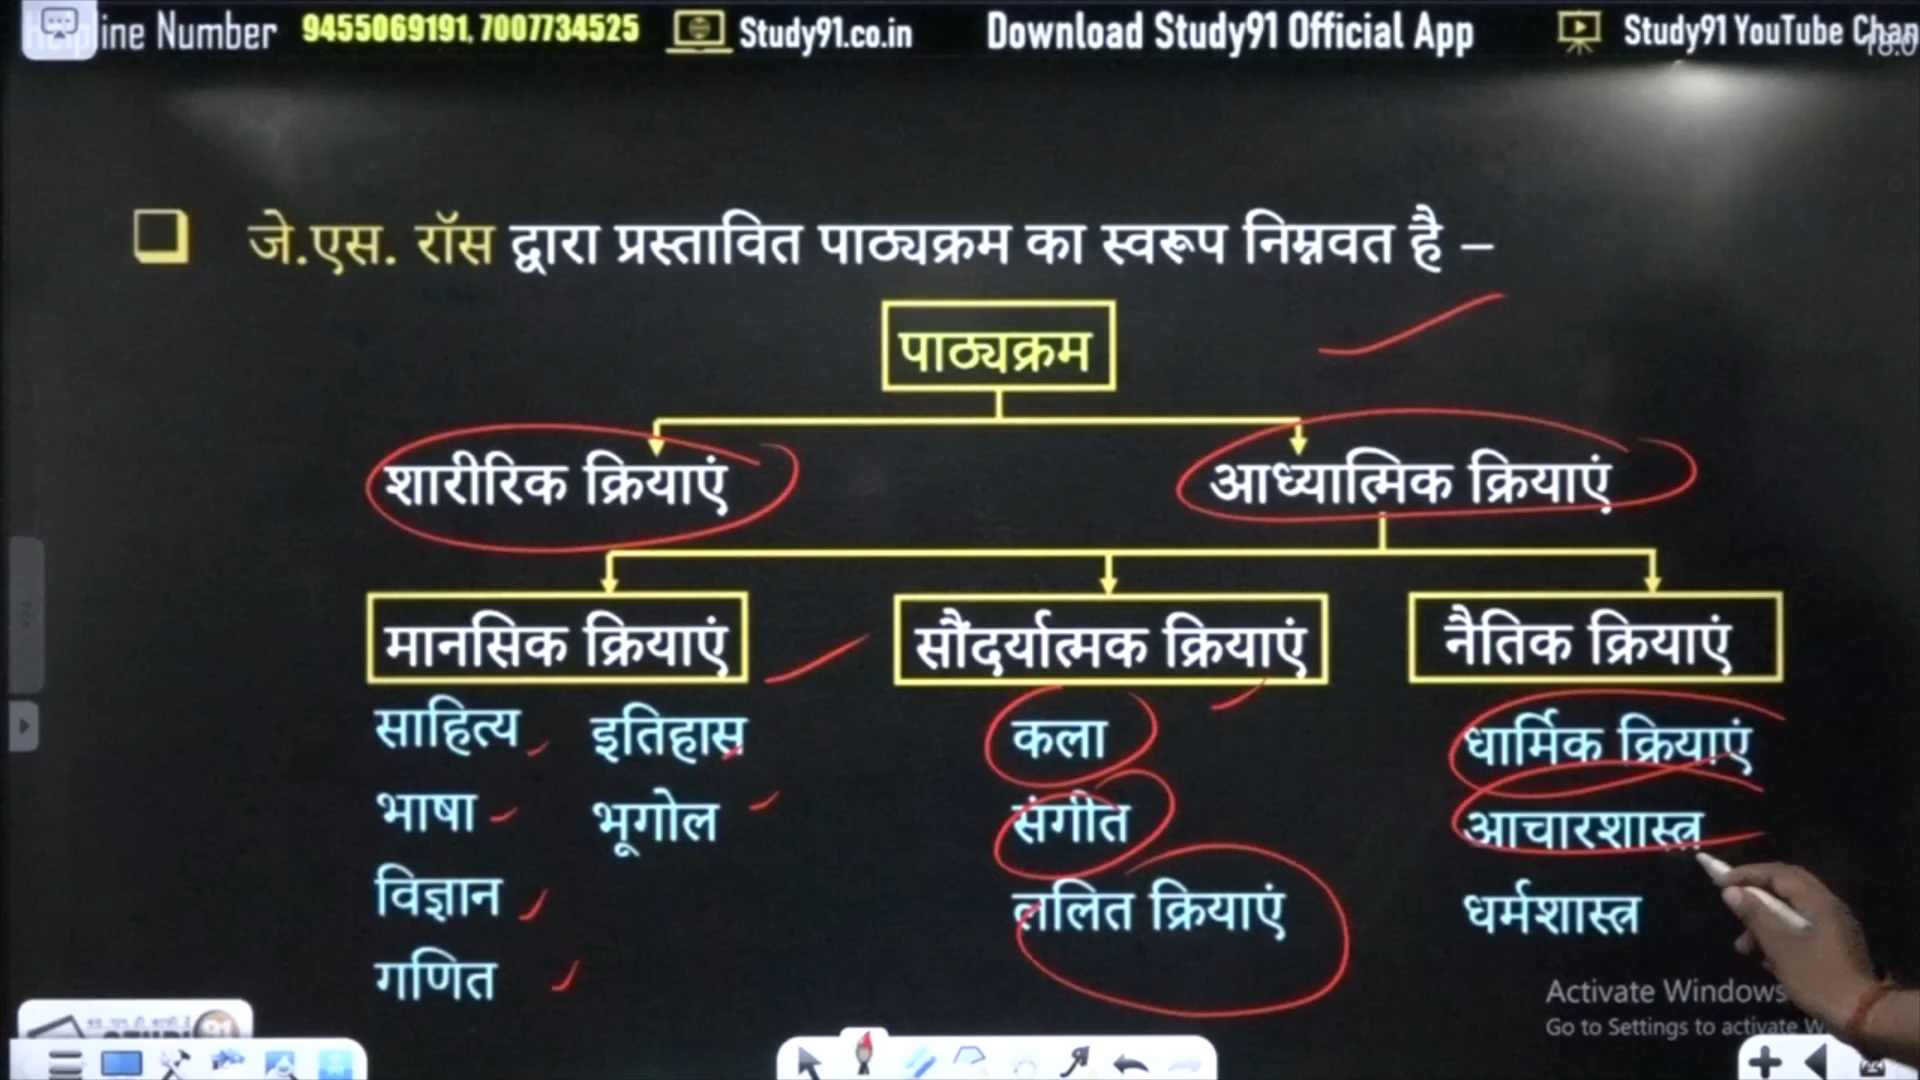 Helpline Number 9455069191, 7007734525 Study91.co.in Download Study91 Official App Study91 YouTube Chan
जे.एस. रॉस द्वारा प्रस्तावित पाठ्यक्रम का स्वरूप निम्नवत है –
पाठ्यक्रम
शारीरिक क्रियाएं आध्यात्मिक क्रियाएं
मानसिक क्रियाएं सौंदर्यात्मक क्रियाएं नैतिक क्रियाएं
साहित्य इतिहास कला धार्मिक क्रियाएं
भाषा भूगोल संगीत आचारशास्त्र
विज्ञान ललित क्रियाएं धर्मशास्त्र
गणित
Activate Windows
Go to Settings to activate W